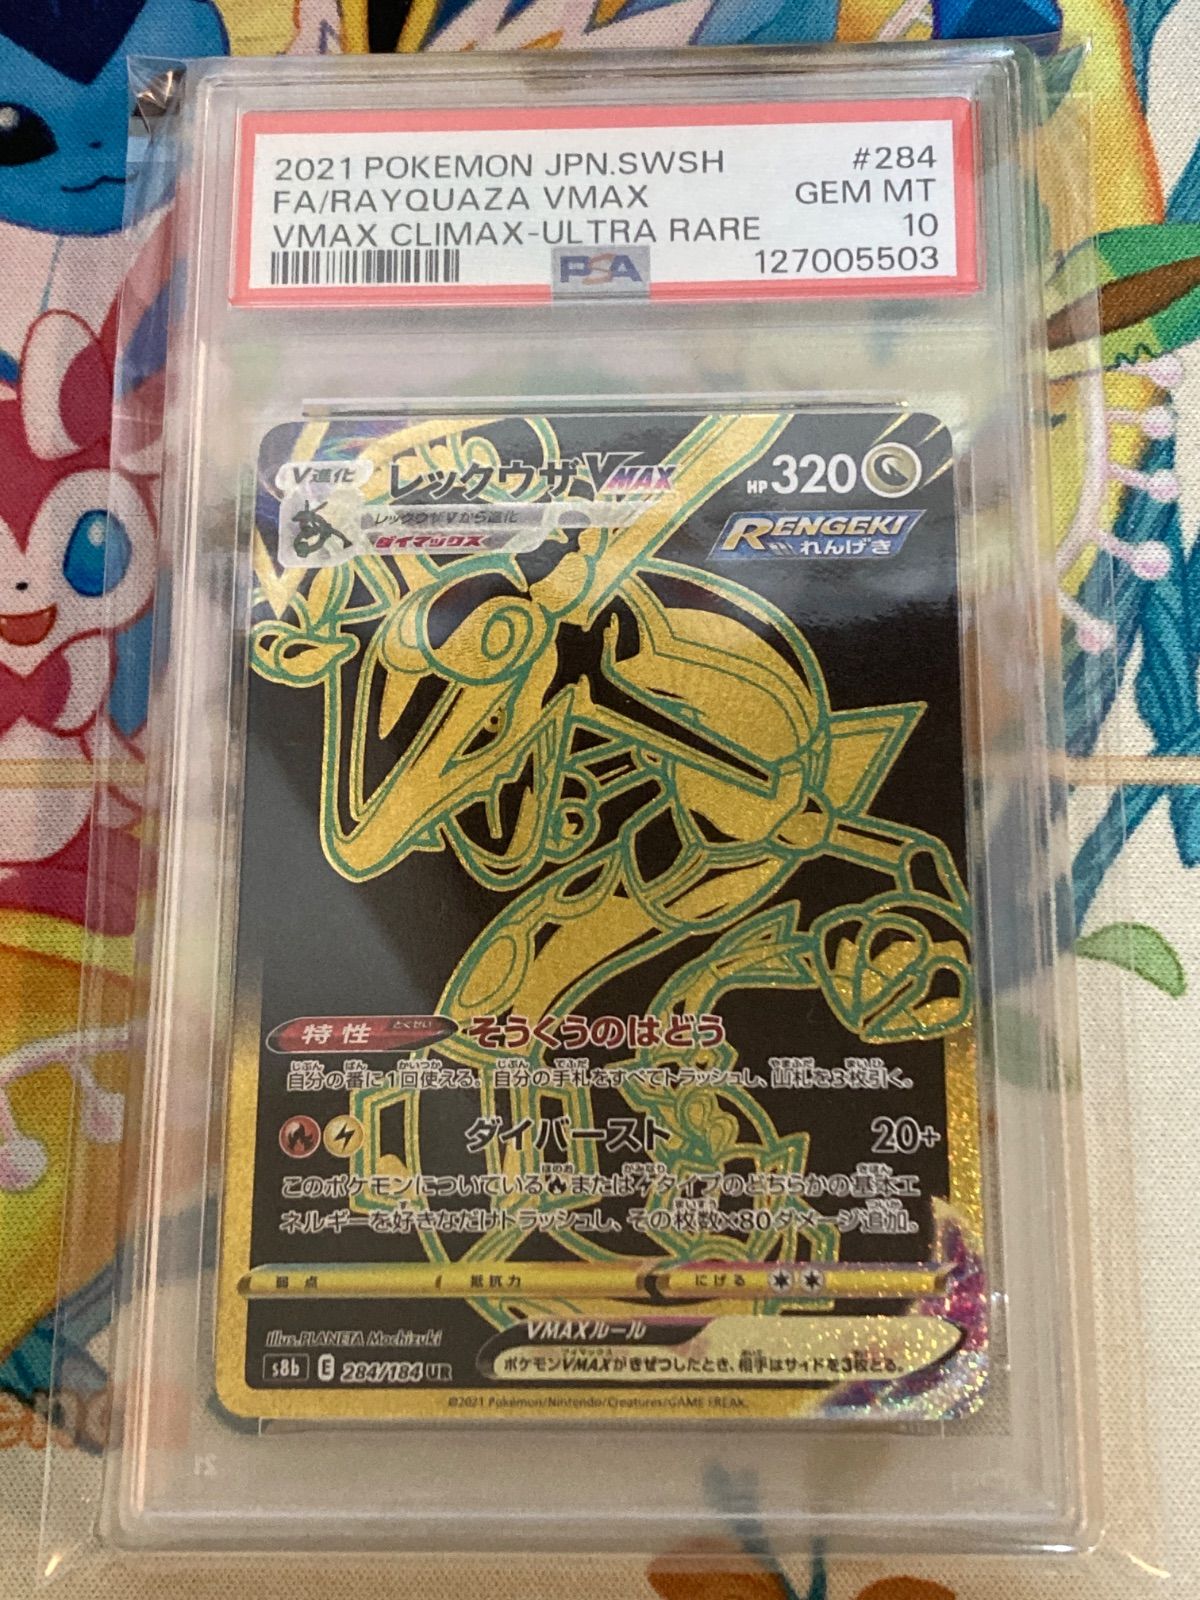 2021 POKEMON JPN.SWSH #284
FA/RAYQUAZA VMAX GEM MT
VMAX CLIMAX-ULTRA RARE 10
PSA 127005503
V進化 レックウザVMAX HP 320
レックウザVから進化
ダイマックス
RENGEKI
れんげき
特性 とくせい そうくうのはどう
自分の番に1回使える。自分の手札をすべてトラッシュし、山札を3枚引く。
ダイバースト 20+
このポケモンについている または タイプのどちらかの基本エ
ネルギーを好きなだけトラッシュし、その枚数×80ダメージ追加。
弱点 抵抗力 にげる
illus.PLANETA Mochizuki
VMAXルール
ポケモンVMAXがきぜつしたとき、相手はサイドを3枚とる。
s8b E 284/184 UR
©2021 Pokémon/Nintendo/Creatures/GAME FREAK.